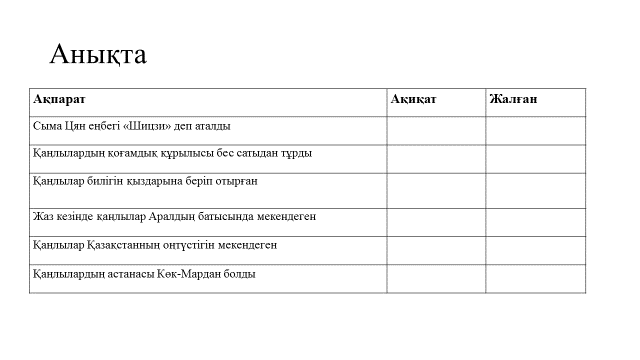 Анықта
Ақпарат Ақиқат Жалған
Сыма Цян еңбегі «Шицзи» деп аталды
Қаңлылардың қоғамдық құрылысы бес сатыдан тұрды
Қаңлылар билігін қыздарына беріп отырған
Жаз кезінде қаңлылар Аралдың батысында мекендеген
Қаңлылар Қазақстанның оңтүстігін мекендеген
Қаңлылардың астанасы Көк-Мардан болды